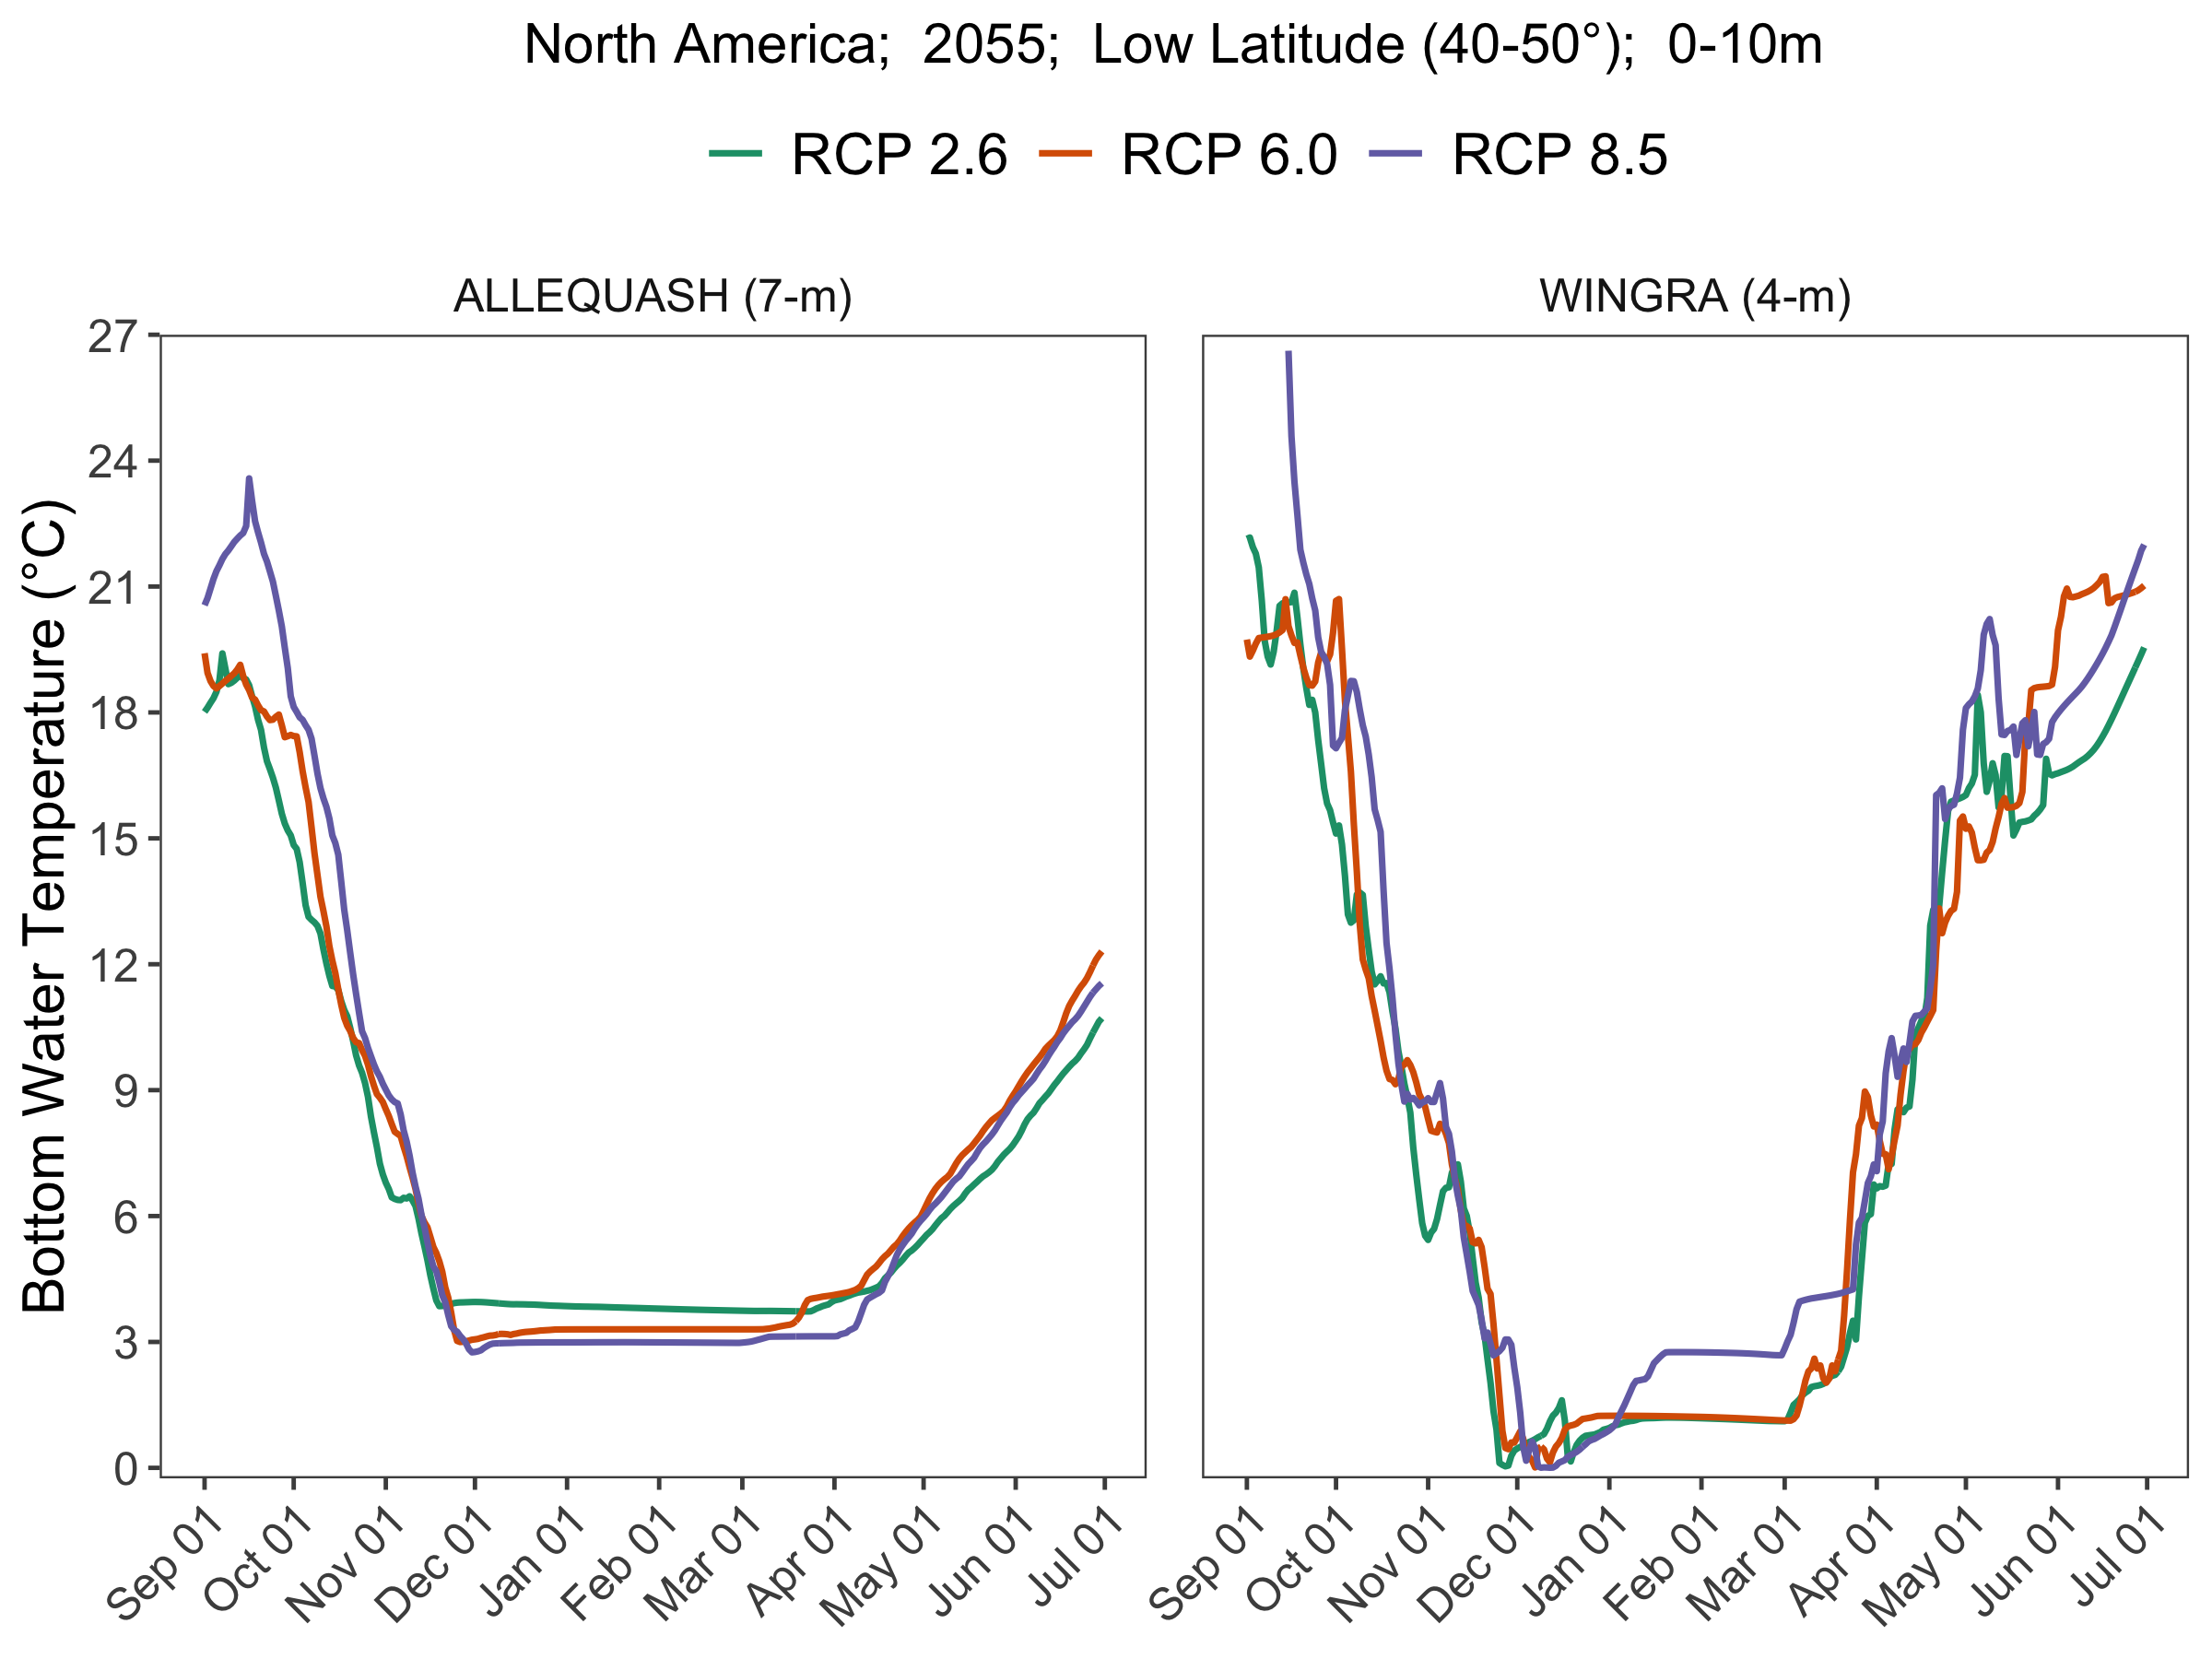 North America;  2055;  Low Latitude (40-50°);  0-10m
RCP 2.6 RCP 6.0 RCP 8.5
ALLEQUASH (7-m) WINGRA (4-m)
Bottom Water Temperature (°C)
27
24
21
18
15
12
9
6
3
0
Sep 01 Oct 01 Nov 01 Dec 01 Jan 01 Feb 01 Mar 01 Apr 01 May 01 Jun 01 Jul 01 Sep 01 Oct 01 Nov 01 Dec 01 Jan 01 Feb 01 Mar 01 Apr 01 May 01 Jun 01 Jul 01